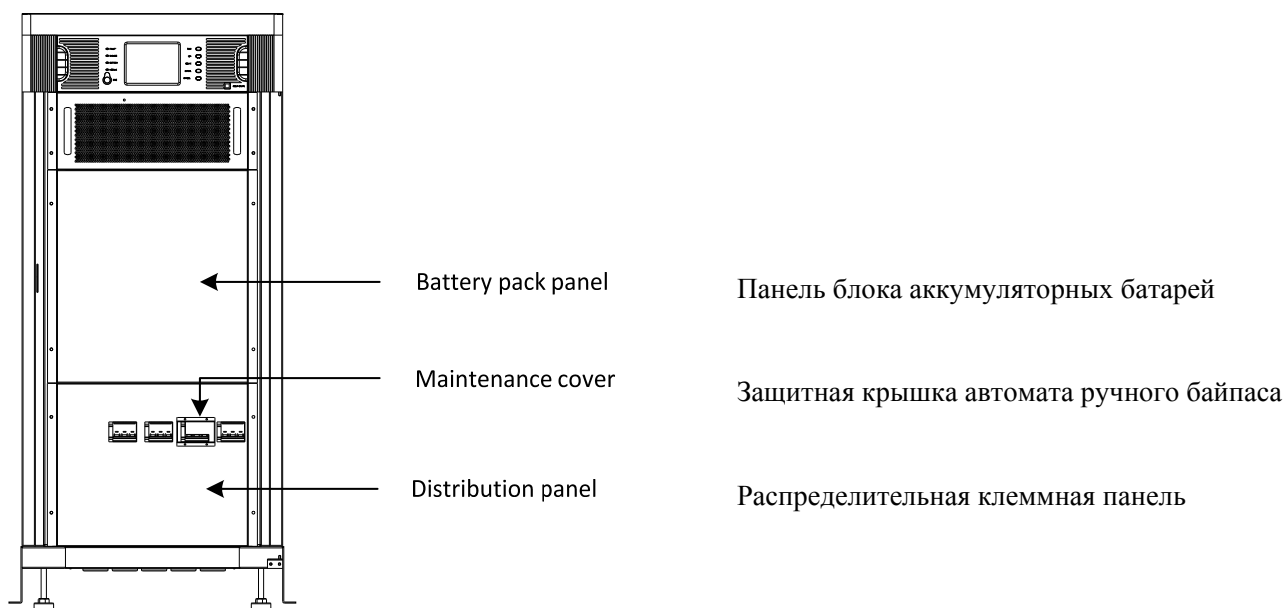 Battery pack panel Панель блока аккумуляторных батарей
Maintenance cover Защитная крышка автомата ручного байпаса
Distribution panel Распределительная клеммная панель